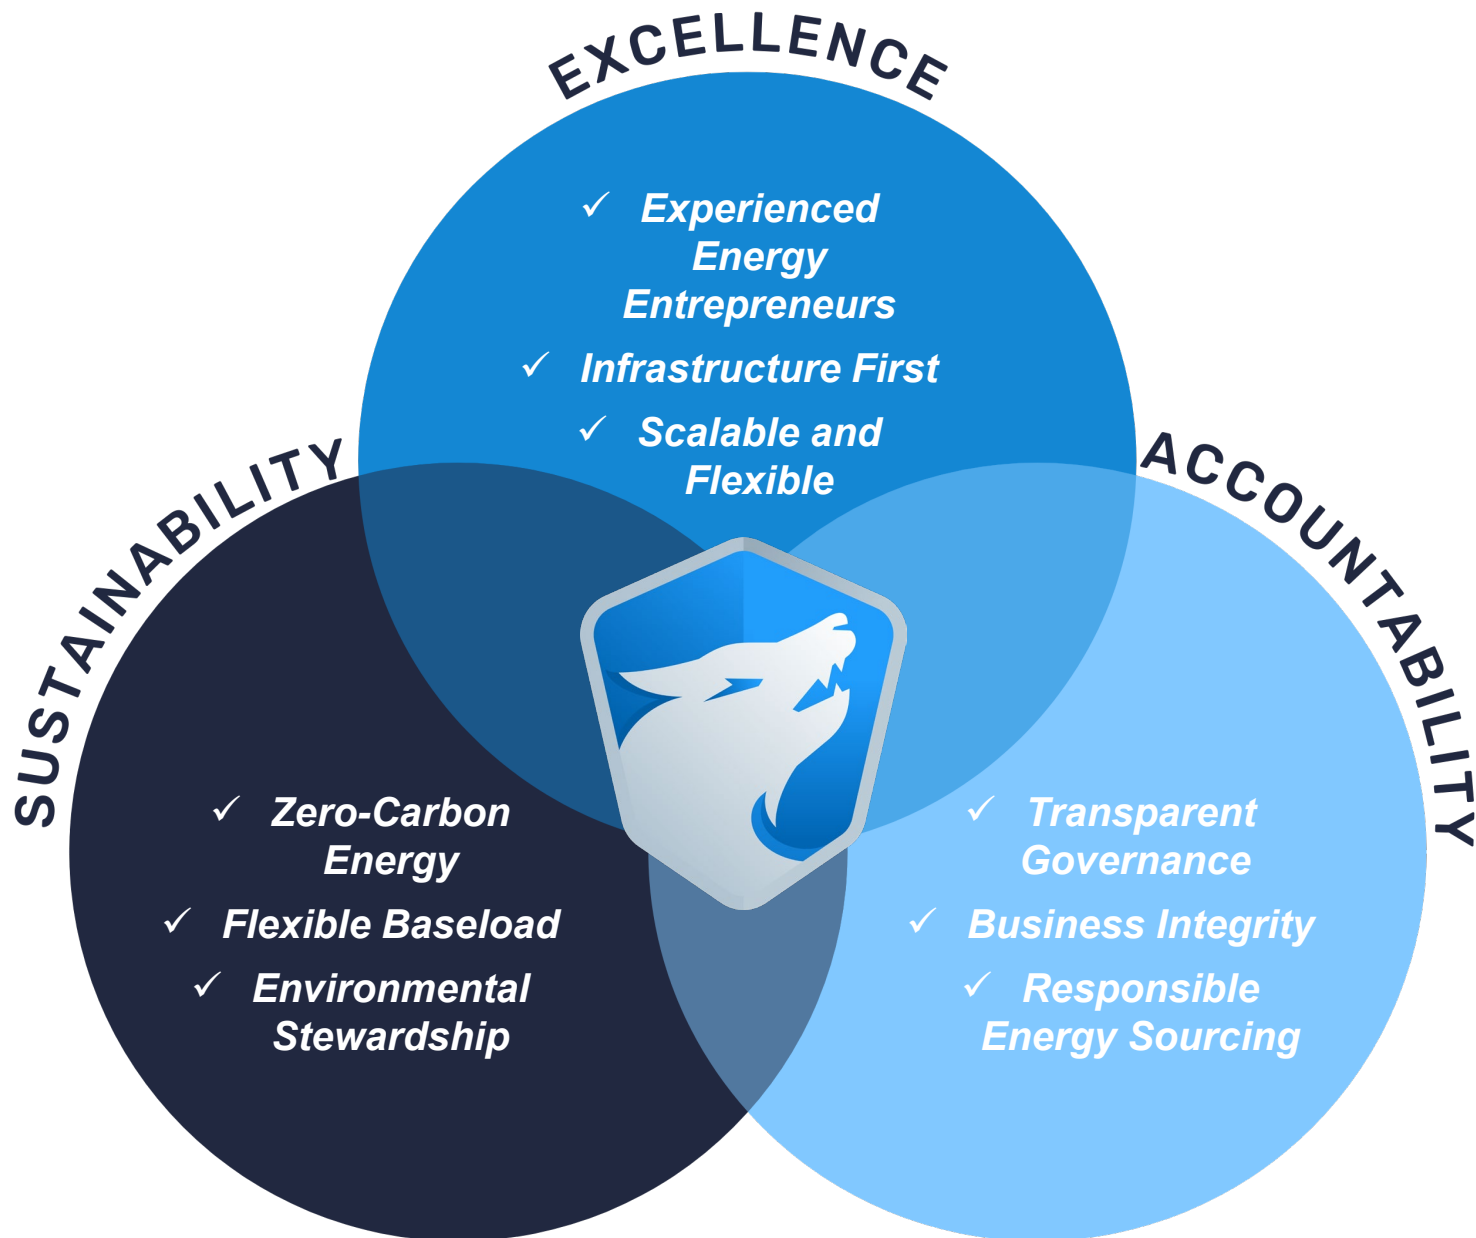 EXCELLENCE
✓ Experienced
Energy
Entrepreneurs
✓ Infrastructure First
✓ Scalable and
Flexible
SUSTAINABILITY
✓ Zero-Carbon
Energy
✓ Flexible Baseload
✓ Environmental
Stewardship
ACCOUNTABILITY
✓ Transparent
Governance
✓ Business Integrity
✓ Responsible
Energy Sourcing